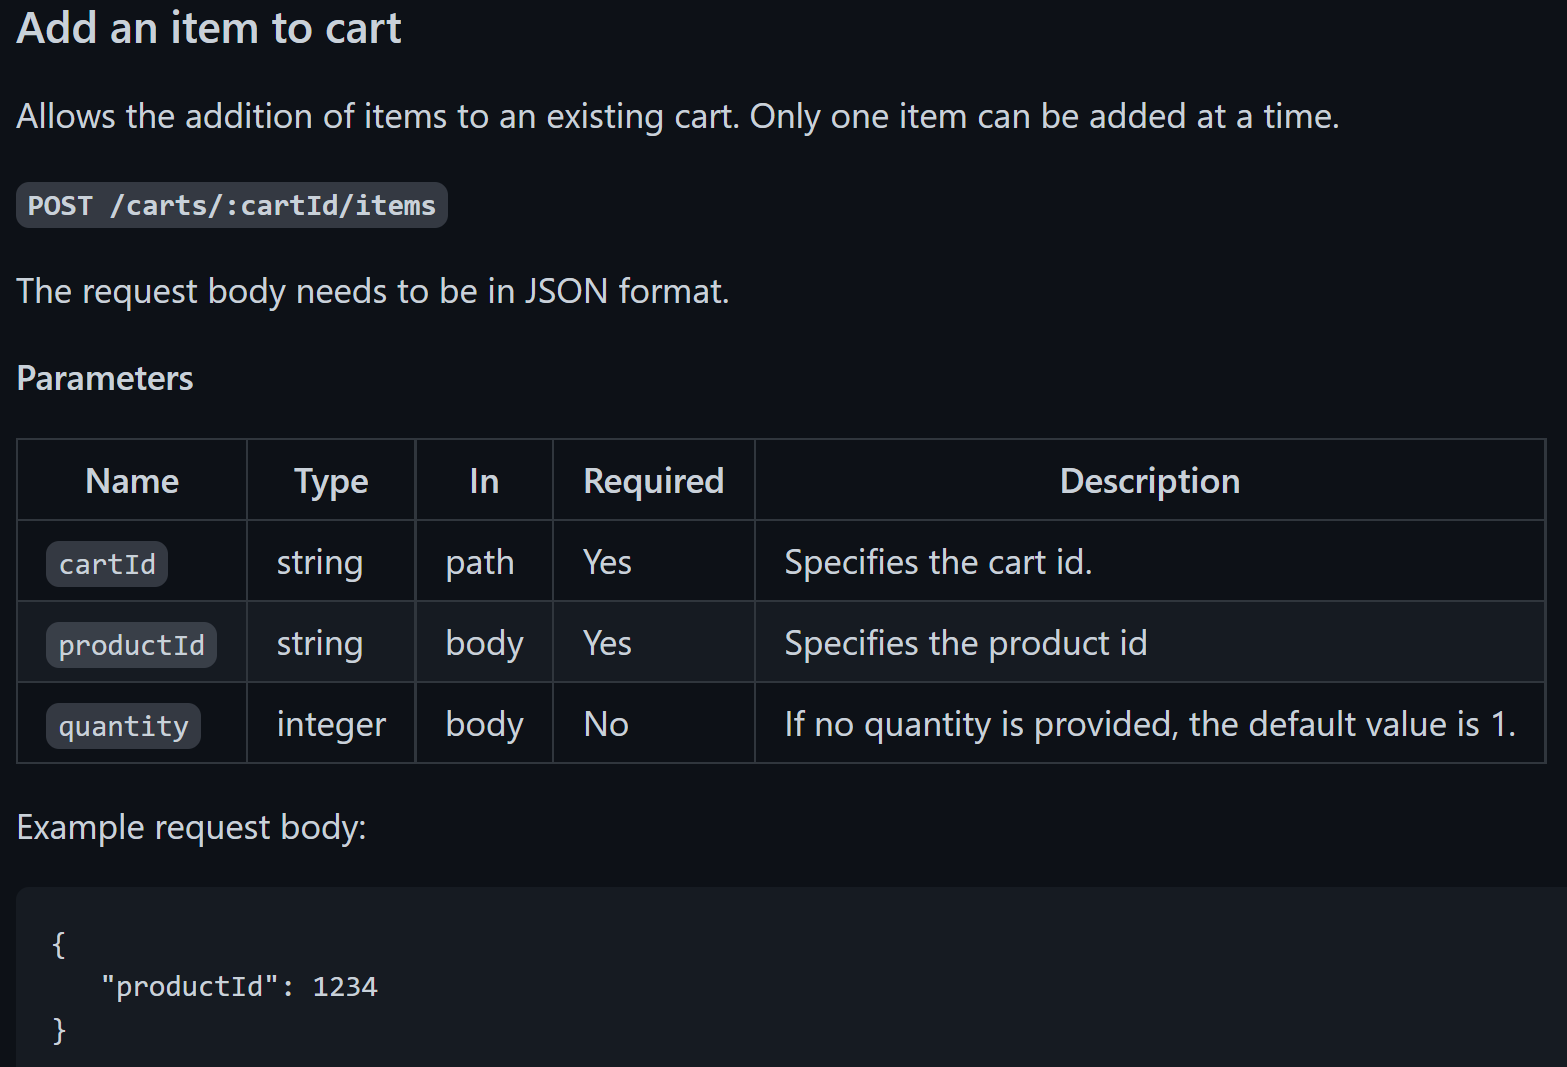 Add an item to cart
Allows the addition of items to an existing cart. Only one item can be added at a time.
POST /carts/:cartId/items
The request body needs to be in JSON format.
Parameters
Name Type In Required Description
cartId string path Yes Specifies the cart id.
productId string body Yes Specifies the product id
quantity integer body No If no quantity is provided, the default value is 1.
Example request body:
{
"productId": 1234
}